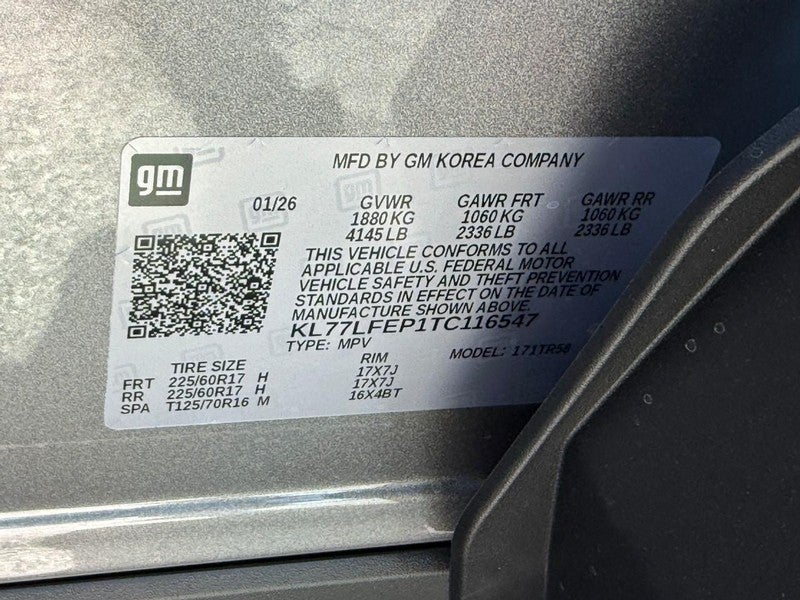 gm
MFD BY GM KOREA COMPANY
01/26 GVWR GAWR FRT GAWR RR
1880 KG 1060 KG 1060 KG
4145 LB 2336 LB 2336 LB
THIS VEHICLE CONFORMS TO ALL
APPLICABLE U.S. FEDERAL MOTOR
VEHICLE SAFETY AND THEFT PREVENTION
STANDARDS IN EFFECT ON THE DATE OF
MANUFACTURE SHOWN ABOVE.
KL77LFEP1TC116547
TYPE: MPV MODEL: 171TR58
TIRE SIZE RIM
FRT 225/60R17 H 17X7J
RR 225/60R17 H 17X7J
SPA T125/70R16 M 16X4BT